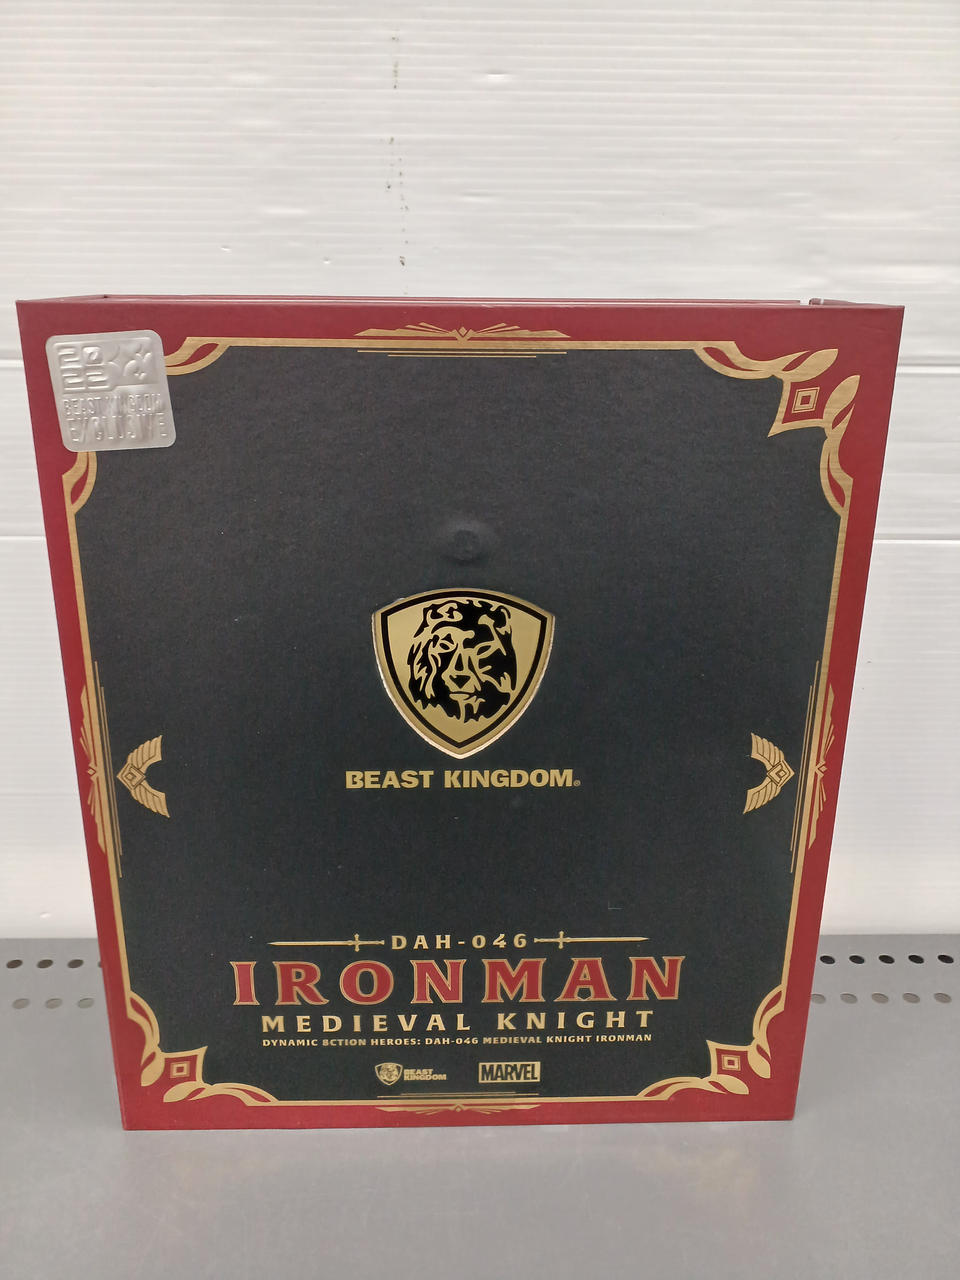 2022
BEAST KINGDOM
EXCLUSIVE
BEAST KINGDOM®
DAH-046
IRONMAN
MEDIEVAL KNIGHT
DYNAMIC 8CTION HEROES: DAH-046 MEDIEVAL KNIGHT IRONMAN
BEAST
KINGDOM
MARVEL